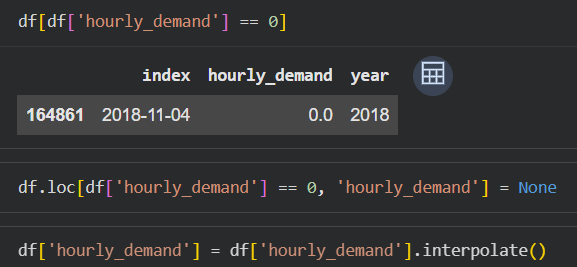 df[df['hourly_demand'] == 0]
index hourly_demand year
164861 2018-11-04 0.0 2018
df.loc[df['hourly_demand'] == 0, 'hourly_demand'] = None
df['hourly_demand'] = df['hourly_demand'].interpolate()